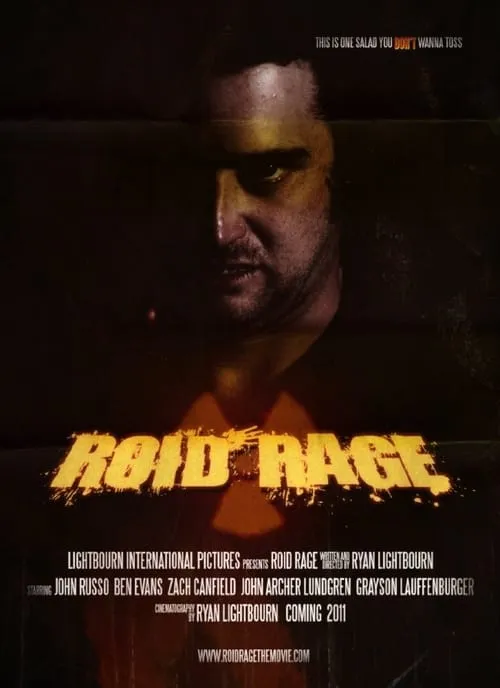 THIS IS ONE SALAD YOU DON'T WANNA TOSS
ROID RAGE
LIGHTBOURN INTERNATIONAL PICTURES PRESENTS ROID RAGE WRITTEN AND DIRECTED BY RYAN LIGHTBOURN
STARRING JOHN RUSSO BEN EVANS ZACH CANFIELD JOHN ARCHER LUNDGREN GRAYSON LAUFFENBURGER
CINEMATOGRAPHY BY RYAN LIGHTBOURN COMING 2011
WWW.ROIDRAGETHEMOVIE.COM